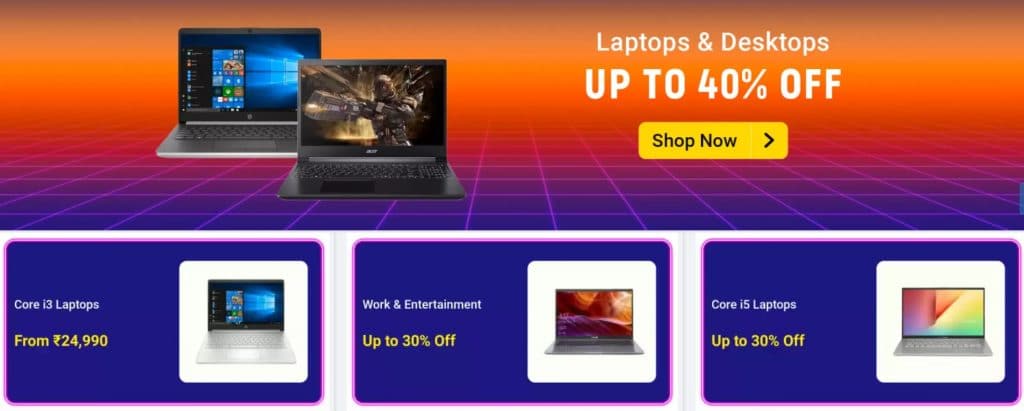 Laptops & Desktops
UP TO 40% OFF
Shop Now
acer
Core i3 Laptops
From ₹24,990
Work & Entertainment
Up to 30% Off
Core i5 Laptops
Up to 30% Off